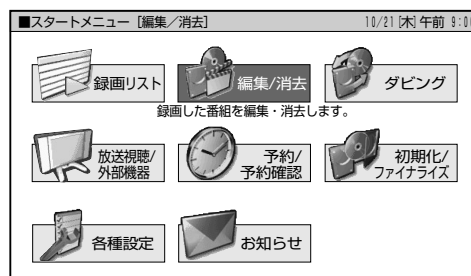 ■スタートメニュー［編集／消去］ 10/21[木]午前 9:0
録画リスト 編集/消去 ダビング
録画した番組を編集・消去します。
放送視聴/ 予約/ 初期化/
外部機器 予約確認 ファイナライズ
各種設定 お知らせ